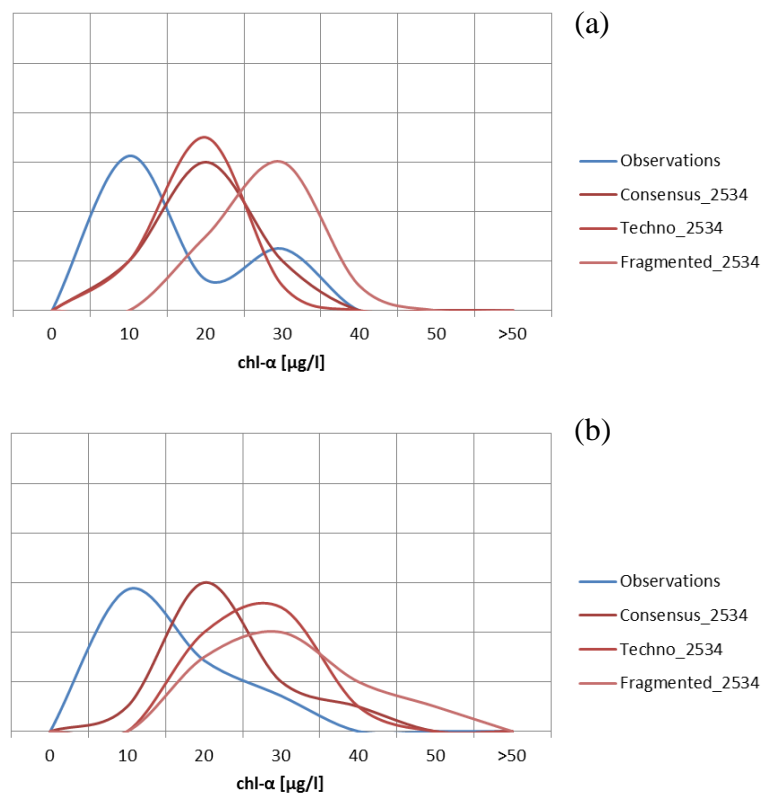 (a)
Observations
Consensus_2534
Techno_2534
Fragmented_2534
0 10 20 30 40 50 >50
chl-α [µg/l]
(b)
Observations
Consensus_2534
Techno_2534
Fragmented_2534
0 10 20 30 40 50 >50
chl-α [µg/l]